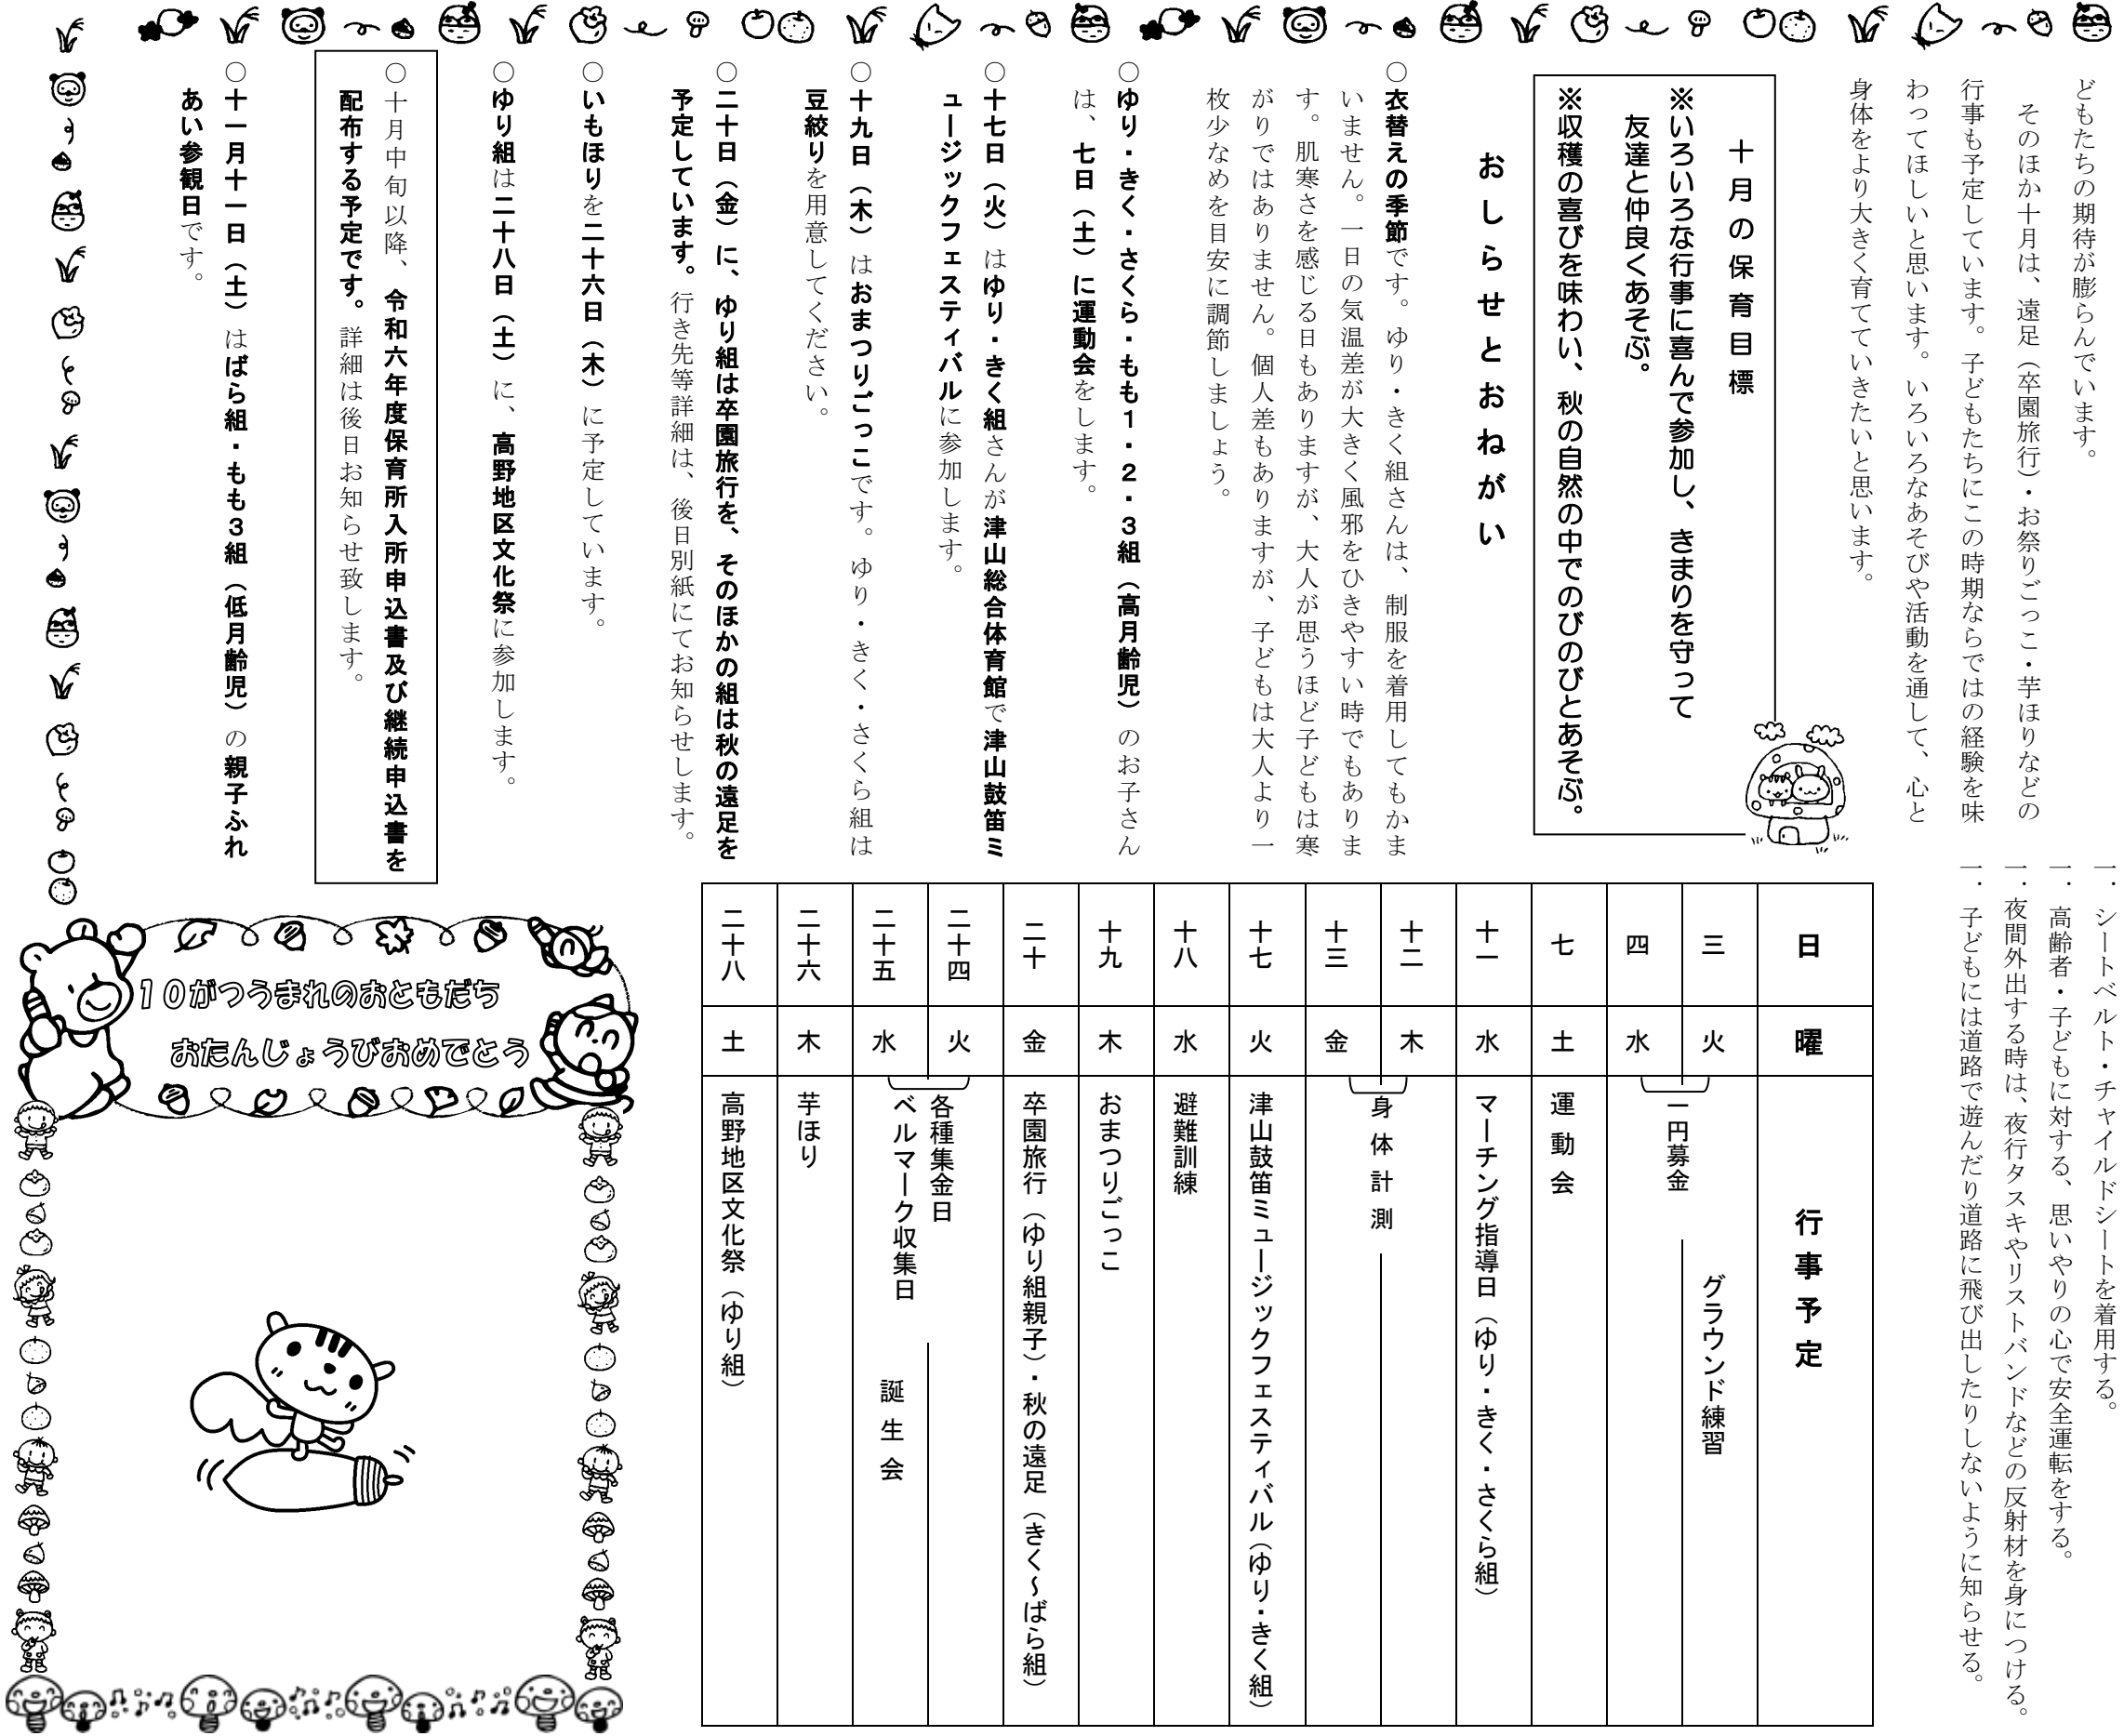 どもたちの期待が膨らんでいます。
そのほか十月は、遠足（卒園旅行）・お祭りごっこ・芋ほりなどの
行事も予定しています。子どもたちにこの時期ならではの経験を味
わってほしいと思います。いろいろなあそびや活動を通して、心と
身体をより大きく育てていきたいと思います。
十月の保育目標
※いろいろな行事に喜んで参加し、きまりを守って
友達と仲良くあそぶ。
※収穫の喜びを味わい、秋の自然の中でのびのびとあそぶ。
おしらせとおねがい
○衣替えの季節です。ゆり・きく組さんは、制服を着用してもかま
いません。一日の気温差が大きく風邪をひきやすい時でもありま
す。肌寒さを感じる日もありますが、大人が思うほど子どもは寒
がりではありません。個人差もありますが、子どもは大人より一
枚少なめを目安に調節しましょう。
○ゆり・きく・さくら・もも１・２・３組（高月齢児）のお子さん
は、七日（土）に運動会をします。
○十七日（火）はゆり・きく組さんが津山総合体育館で津山鼓笛ミ
ュージックフェスティバルに参加します。
○十九日（木）はおまつりごっこです。ゆり・きく・さくら組は
豆絞りを用意してください。
○二十日（金）に、ゆり組は卒園旅行を、そのほかの組は秋の遠足を
予定しています。行き先等詳細は、後日別紙にてお知らせします。
○いもほりを二十六日（木）に予定しています。
○ゆり組は二十八日（土）に、高野地区文化祭に参加します。
○十月中旬以降、令和六年度保育所入所申込書及び継続申込書を
配布する予定です。詳細は後日お知らせ致します。
○十一月十一日（土）はばら組・もも３組（低月齢児）の親子ふれ
あい参観日です。
一．シートベルト・チャイルドシートを着用する。
一．高齢者・子どもに対する、思いやりの心で安全運転をする。
一．夜間外出する時は、夜行タスキやリストバンドなどの反射材を身につける。
一．子どもには道路で遊んだり道路に飛び出したりしないように知らせる。
日 曜 行事予定
三 火 グラウンド練習
一円募金
四 水
七 土 運動会
十一 水 マーチング指導日（ゆり・きく・さくら組）
十二 木
身体計測
十三 金
十七 火 津山鼓笛ミュージックフェスティバル（ゆり・きく組）
十八 水 避難訓練
十九 木 おまつりごっこ
二十 金 卒園旅行（ゆり組親子）・秋の遠足（きく～ばら組）
二十四 火 各種集金日
二十五 水 ベルマーク収集日 誕生会
二十六 木 芋ほり
二十八 土 高野地区文化祭（ゆり組）
１０がつうまれのおともだち
おたんじょうびおめでとう